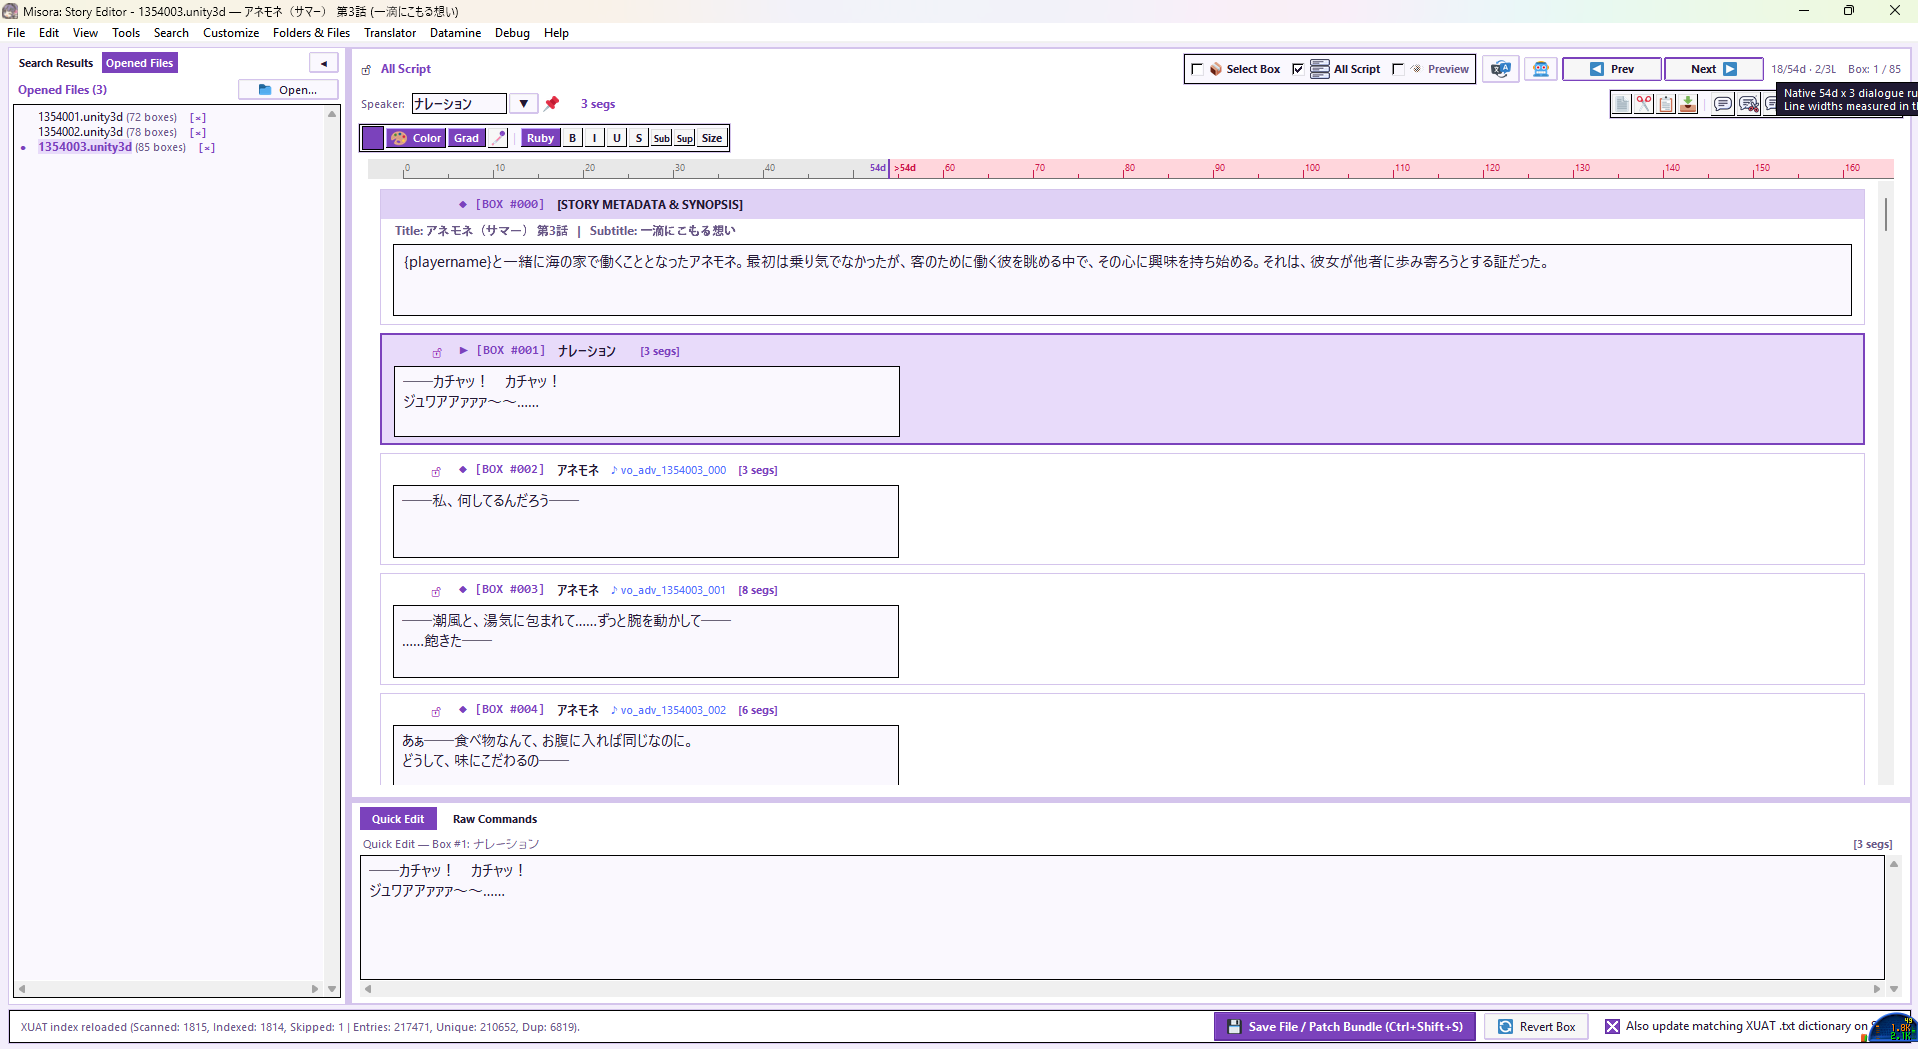 Misora: Story Editor - 1354003.unity3d — アネモネ（サマー） 第3話 (一滴にこもる想い)
File Edit View Tools Search Customize Folders & Files Translator Datamine Debug Help
Search Results Opened Files ◄
Opened Files (3) Open...
1354001.unity3d (72 boxes) [×]
1354002.unity3d (78 boxes) [×]
• 1354003.unity3d (85 boxes) [×]
All Script
Select Box All Script Preview Prev Next 18/54d · 2/3L Box: 1 / 85
Native 54d x 3 dialogue ru
Line widths measured in th
Speaker: ナレーション ▼ 3 segs
Color Grad Ruby B I U S Sub Sup Size
0 10 20 30 40 54d >54d 60 70 80 90 100 110 120 130 140 150 160
◆ [BOX #000] [STORY METADATA & SYNOPSIS]
Title: アネモネ（サマー） 第3話 | Subtitle: 一滴にこもる想い
{playername}と一緒に海の家で働くこととなったアネモネ。最初は乗り気でなかったが、客のために働く彼を眺める中で、その心に興味を持ち始める。それは、彼女が他者に歩み寄ろうとする証だった。
▶ [BOX #001] ナレーション [3 segs]
──カチャッ！　カチャッ！
ジュワアアァァァ～～……
◆ [BOX #002] アネモネ ♪ vo_adv_1354003_000 [3 segs]
──私、何してるんだろう──
◆ [BOX #003] アネモネ ♪ vo_adv_1354003_001 [8 segs]
──潮風と、湯気に包まれて……ずっと腕を動かして──
……飽きた──
◆ [BOX #004] アネモネ ♪ vo_adv_1354003_002 [6 segs]
あぁ──食べ物なんて、お腹に入れば同じなのに。
どうして、味にこだわるの──
Quick Edit Raw Commands
Quick Edit — Box #1: ナレーション [3 segs]
──カチャッ！　カチャッ！
ジュワアアァァァ～～……
XUAT index reloaded (Scanned: 1815, Indexed: 1814, Skipped: 1 | Entries: 217471, Unique: 210652, Dup: 6819).
Save File / Patch Bundle (Ctrl+Shift+S) Revert Box Also update matching XUAT .txt dictionary on
49
1.8K
2.1K